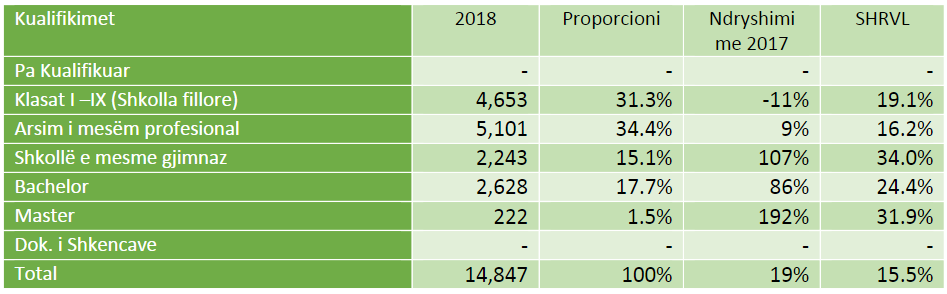 Kualifikimet 2018 Proporcioni Ndryshimi me 2017 SHRVL
Pa Kualifikuar - - - -
Klasat I –IX (Shkolla fillore) 4,653 31.3% -11% 19.1%
Arsim i mesëm profesional 5,101 34.4% 9% 16.2%
Shkollë e mesme gjimnaz 2,243 15.1% 107% 34.0%
Bachelor 2,628 17.7% 86% 24.4%
Master 222 1.5% 192% 31.9%
Dok. i Shkencave - - - -
Total 14,847 100% 19% 15.5%